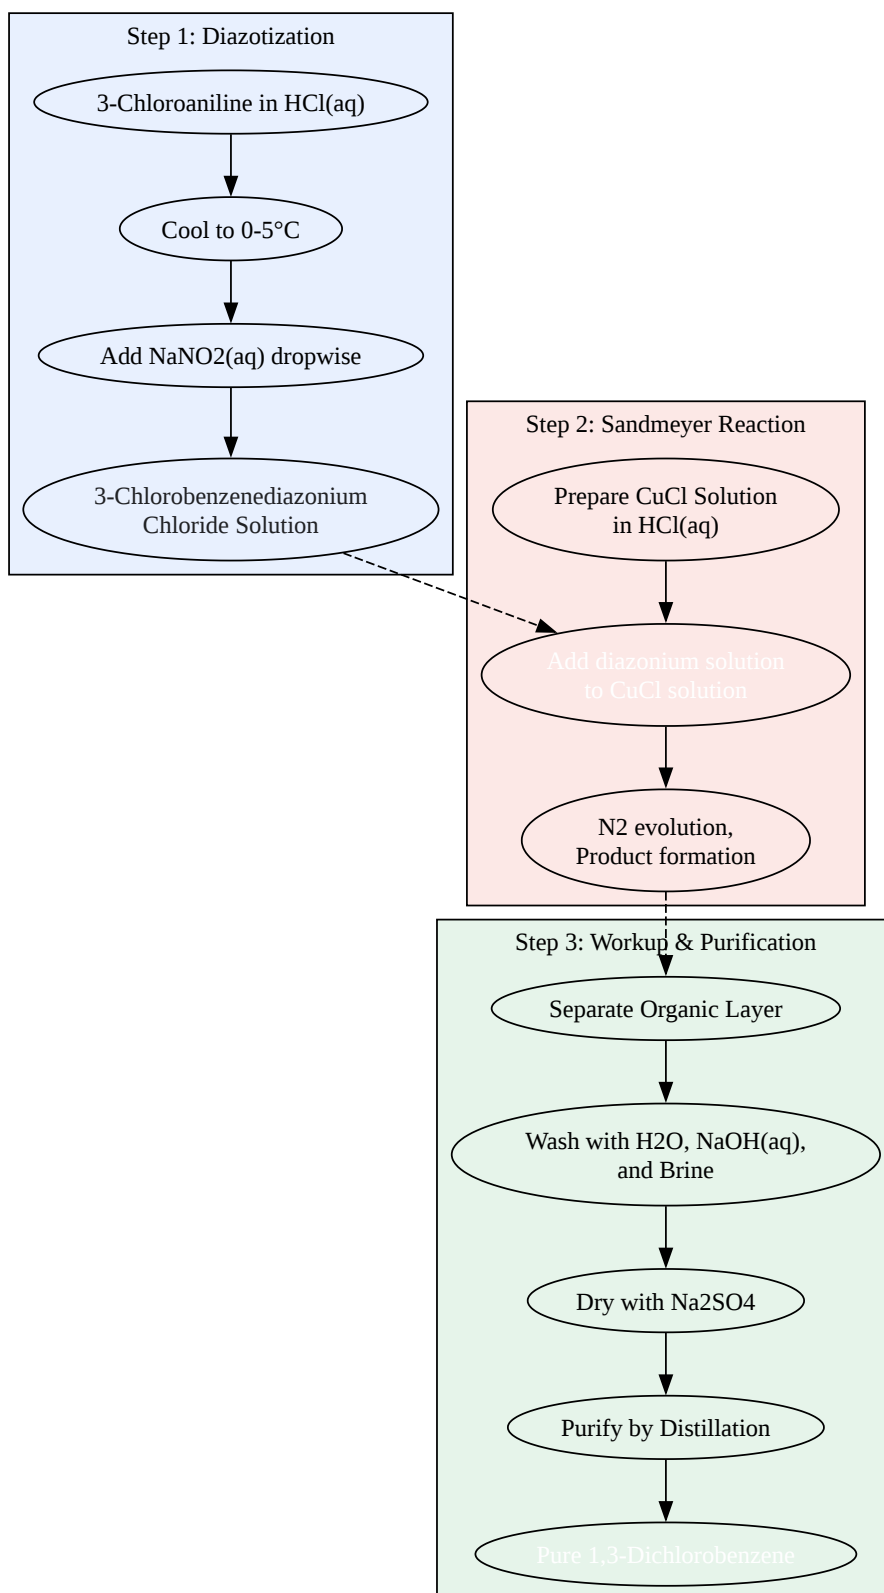 Step 1: Diazotization
3-Chloroaniline in HCl(aq)
Cool to 0-5°C
Add NaNO2(aq) dropwise
3-Chlorobenzenediazonium
Chloride Solution
Step 2: Sandmeyer Reaction
Prepare CuCl Solution
in HCl(aq)
Add diazonium solution
to CuCl solution
N2 evolution,
Product formation
Step 3: Workup & Purification
Separate Organic Layer
Wash with H2O, NaOH(aq),
and Brine
Dry with Na2SO4
Purify by Distillation
Pure 1,3-Dichlorobenzene